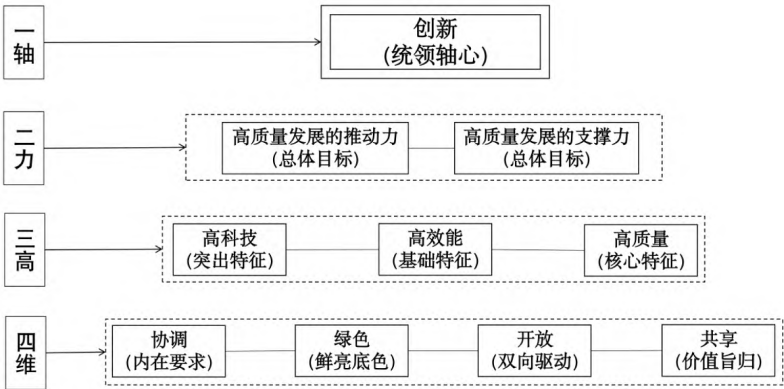 一轴
创新
(统领轴心)
二力
高质量发展的推动力
(总体目标)
高质量发展的支撑力
(总体目标)
三高
高科技
(突出特征)
高效能
(基础特征)
高质量
(核心特征)
四维
协调
(内在要求)
绿色
(鲜亮底色)
开放
(双向驱动)
共享
(价值旨归)